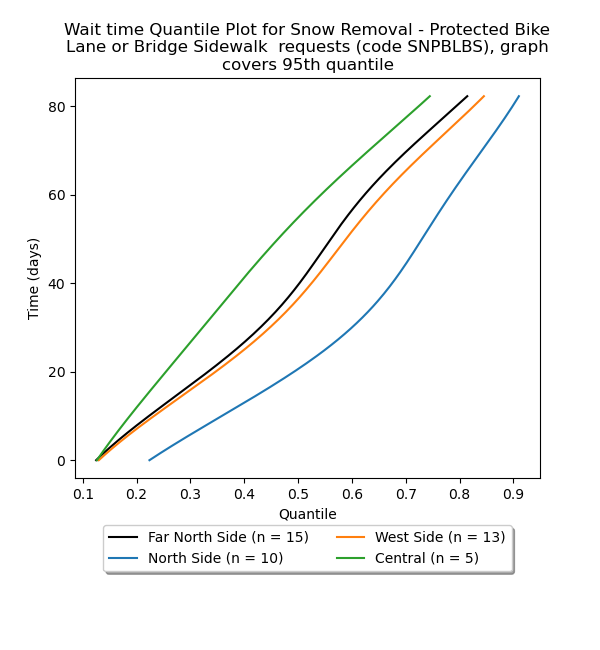 Wait time Quantile Plot for Snow Removal - Protected Bike
Lane or Bridge Sidewalk  requests (code SNPBLBS), graph
covers 95th quantile
80
60
40
20
0
Time (days)
0.1 0.2 0.3 0.4 0.5 0.6 0.7 0.8 0.9
Quantile
Far North Side (n = 15) West Side (n = 13)
North Side (n = 10) Central (n = 5)